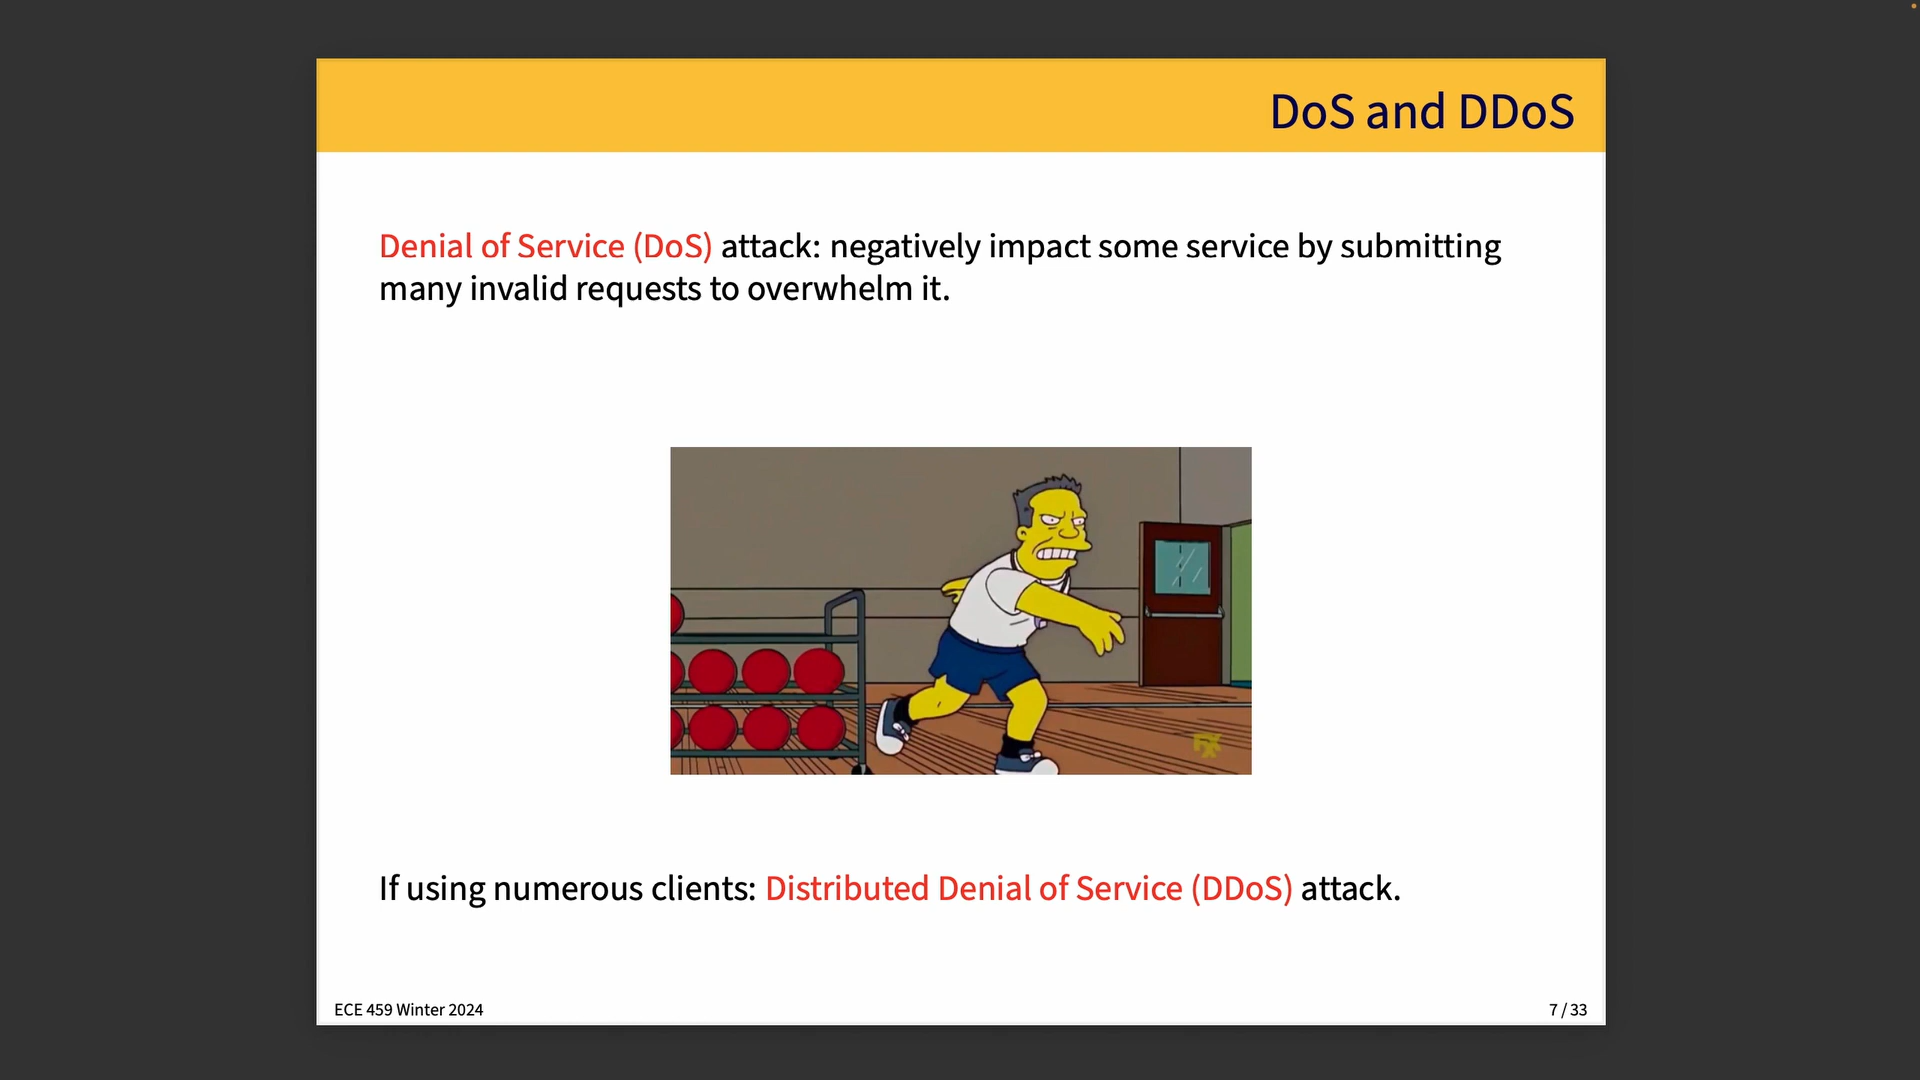 DoS and DDoS
Denial of Service (DoS) attack: negatively impact some service by submitting
many invalid requests to overwhelm it.
FX
If using numerous clients: Distributed Denial of Service (DDoS) attack.
ECE 459 Winter 2024
7 / 33